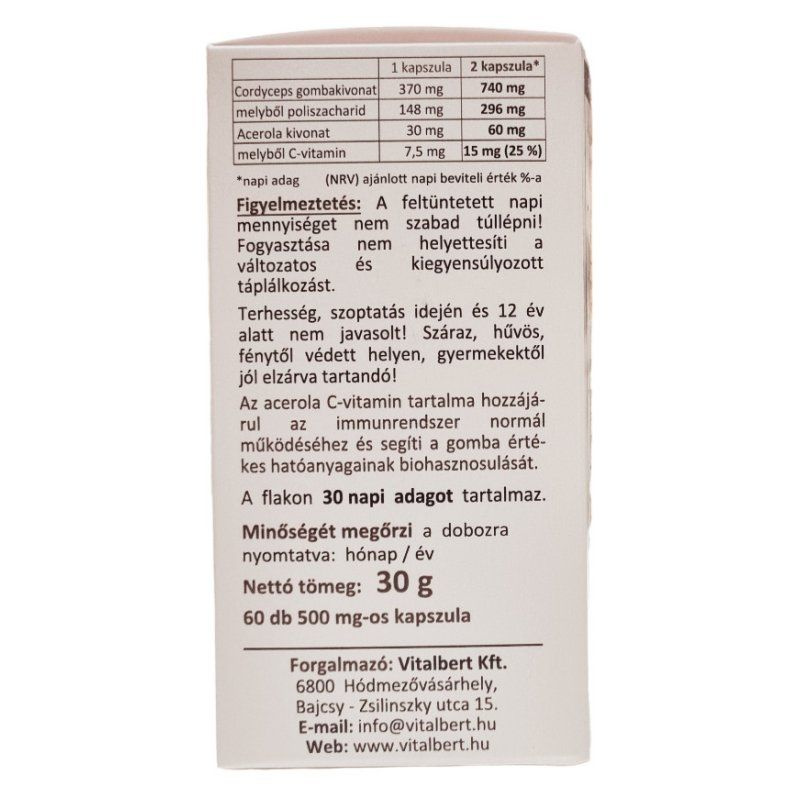 1 kapszula 2 kapszula*
Cordyceps gombakivonat 370 mg 740 mg
melyből poliszacharid 148 mg 296 mg
Acerola kivonat 30 mg 60 mg
melyből C-vitamin 7,5 mg 15 mg (25 %)
*napi adag (NRV) ajánlott napi beviteli érték %-a
Figyelmeztetés: A feltüntetett napi
mennyiséget nem szabad túllépni!
Fogyasztása nem helyettesíti a
változatos és kiegyensúlyozott
táplálkozást.
Terhesség, szoptatás idején és 12 év
alatt nem javasolt! Száraz, hűvös,
fénytől védett helyen, gyermekektől
jól elzárva tartandó!
Az acerola C-vitamin tartalma hozzájá-
rul az immunrendszer normál
működéséhez és segíti a gomba érté-
kes hatóanyagainak biohasznosulását.
A flakon 30 napi adagot tartalmaz.
Minőségét megőrzi a dobozra
nyomtatva: hónap / év
Nettó tömeg: 30 g
60 db 500 mg-os kapszula
Forgalmazó: Vitalbert Kft.
6800 Hódmezővásárhely,
Bajcsy - Zsilinszky utca 15.
E-mail: info@vitalbert.hu
Web: www.vitalbert.hu